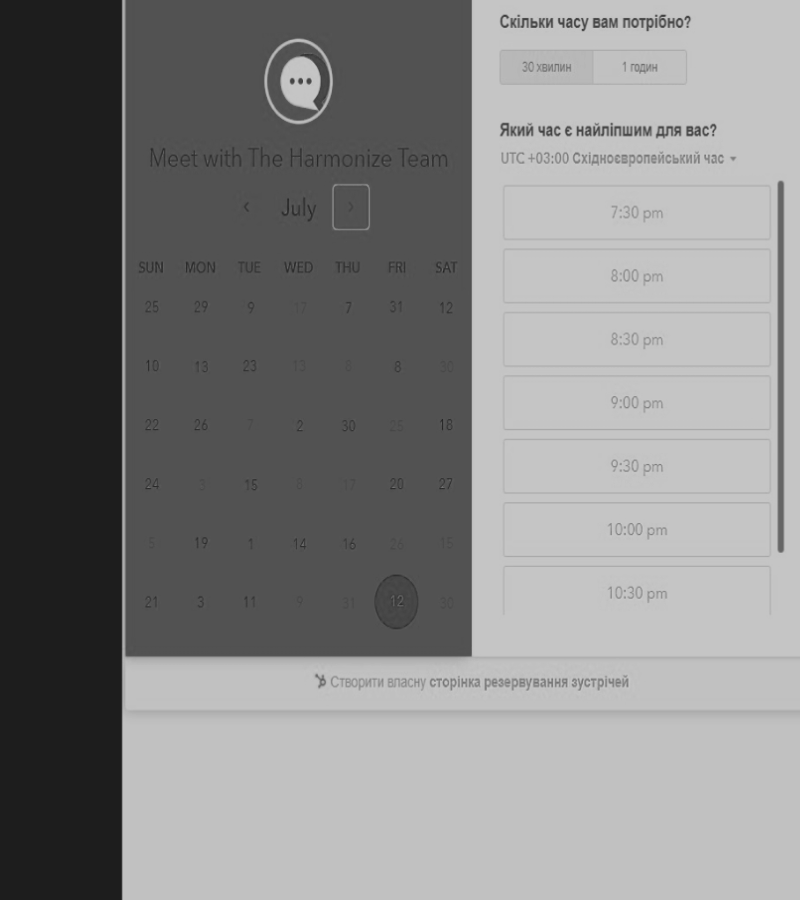 Meet with The Harmonize Team
July
SUN MON TUE WED THU FRI SAT
25 29 9 17 7 31 12
10 13 23 13 8 8 30
22 26 7 2 30 25 18
24 3 15 8 17 20 27
5 19 1 14 16 26 15
21 3 11 9 31 12 30
Скільки часу вам потрібно?
30 хвилин 1 годин
Який час є найліпшим для вас?
UTC +03:00 Східноєвропейський час
7:30 pm
8:00 pm
8:30 pm
9:00 pm
9:30 pm
10:00 pm
10:30 pm
Створити власну сторінка резервування зустрічей